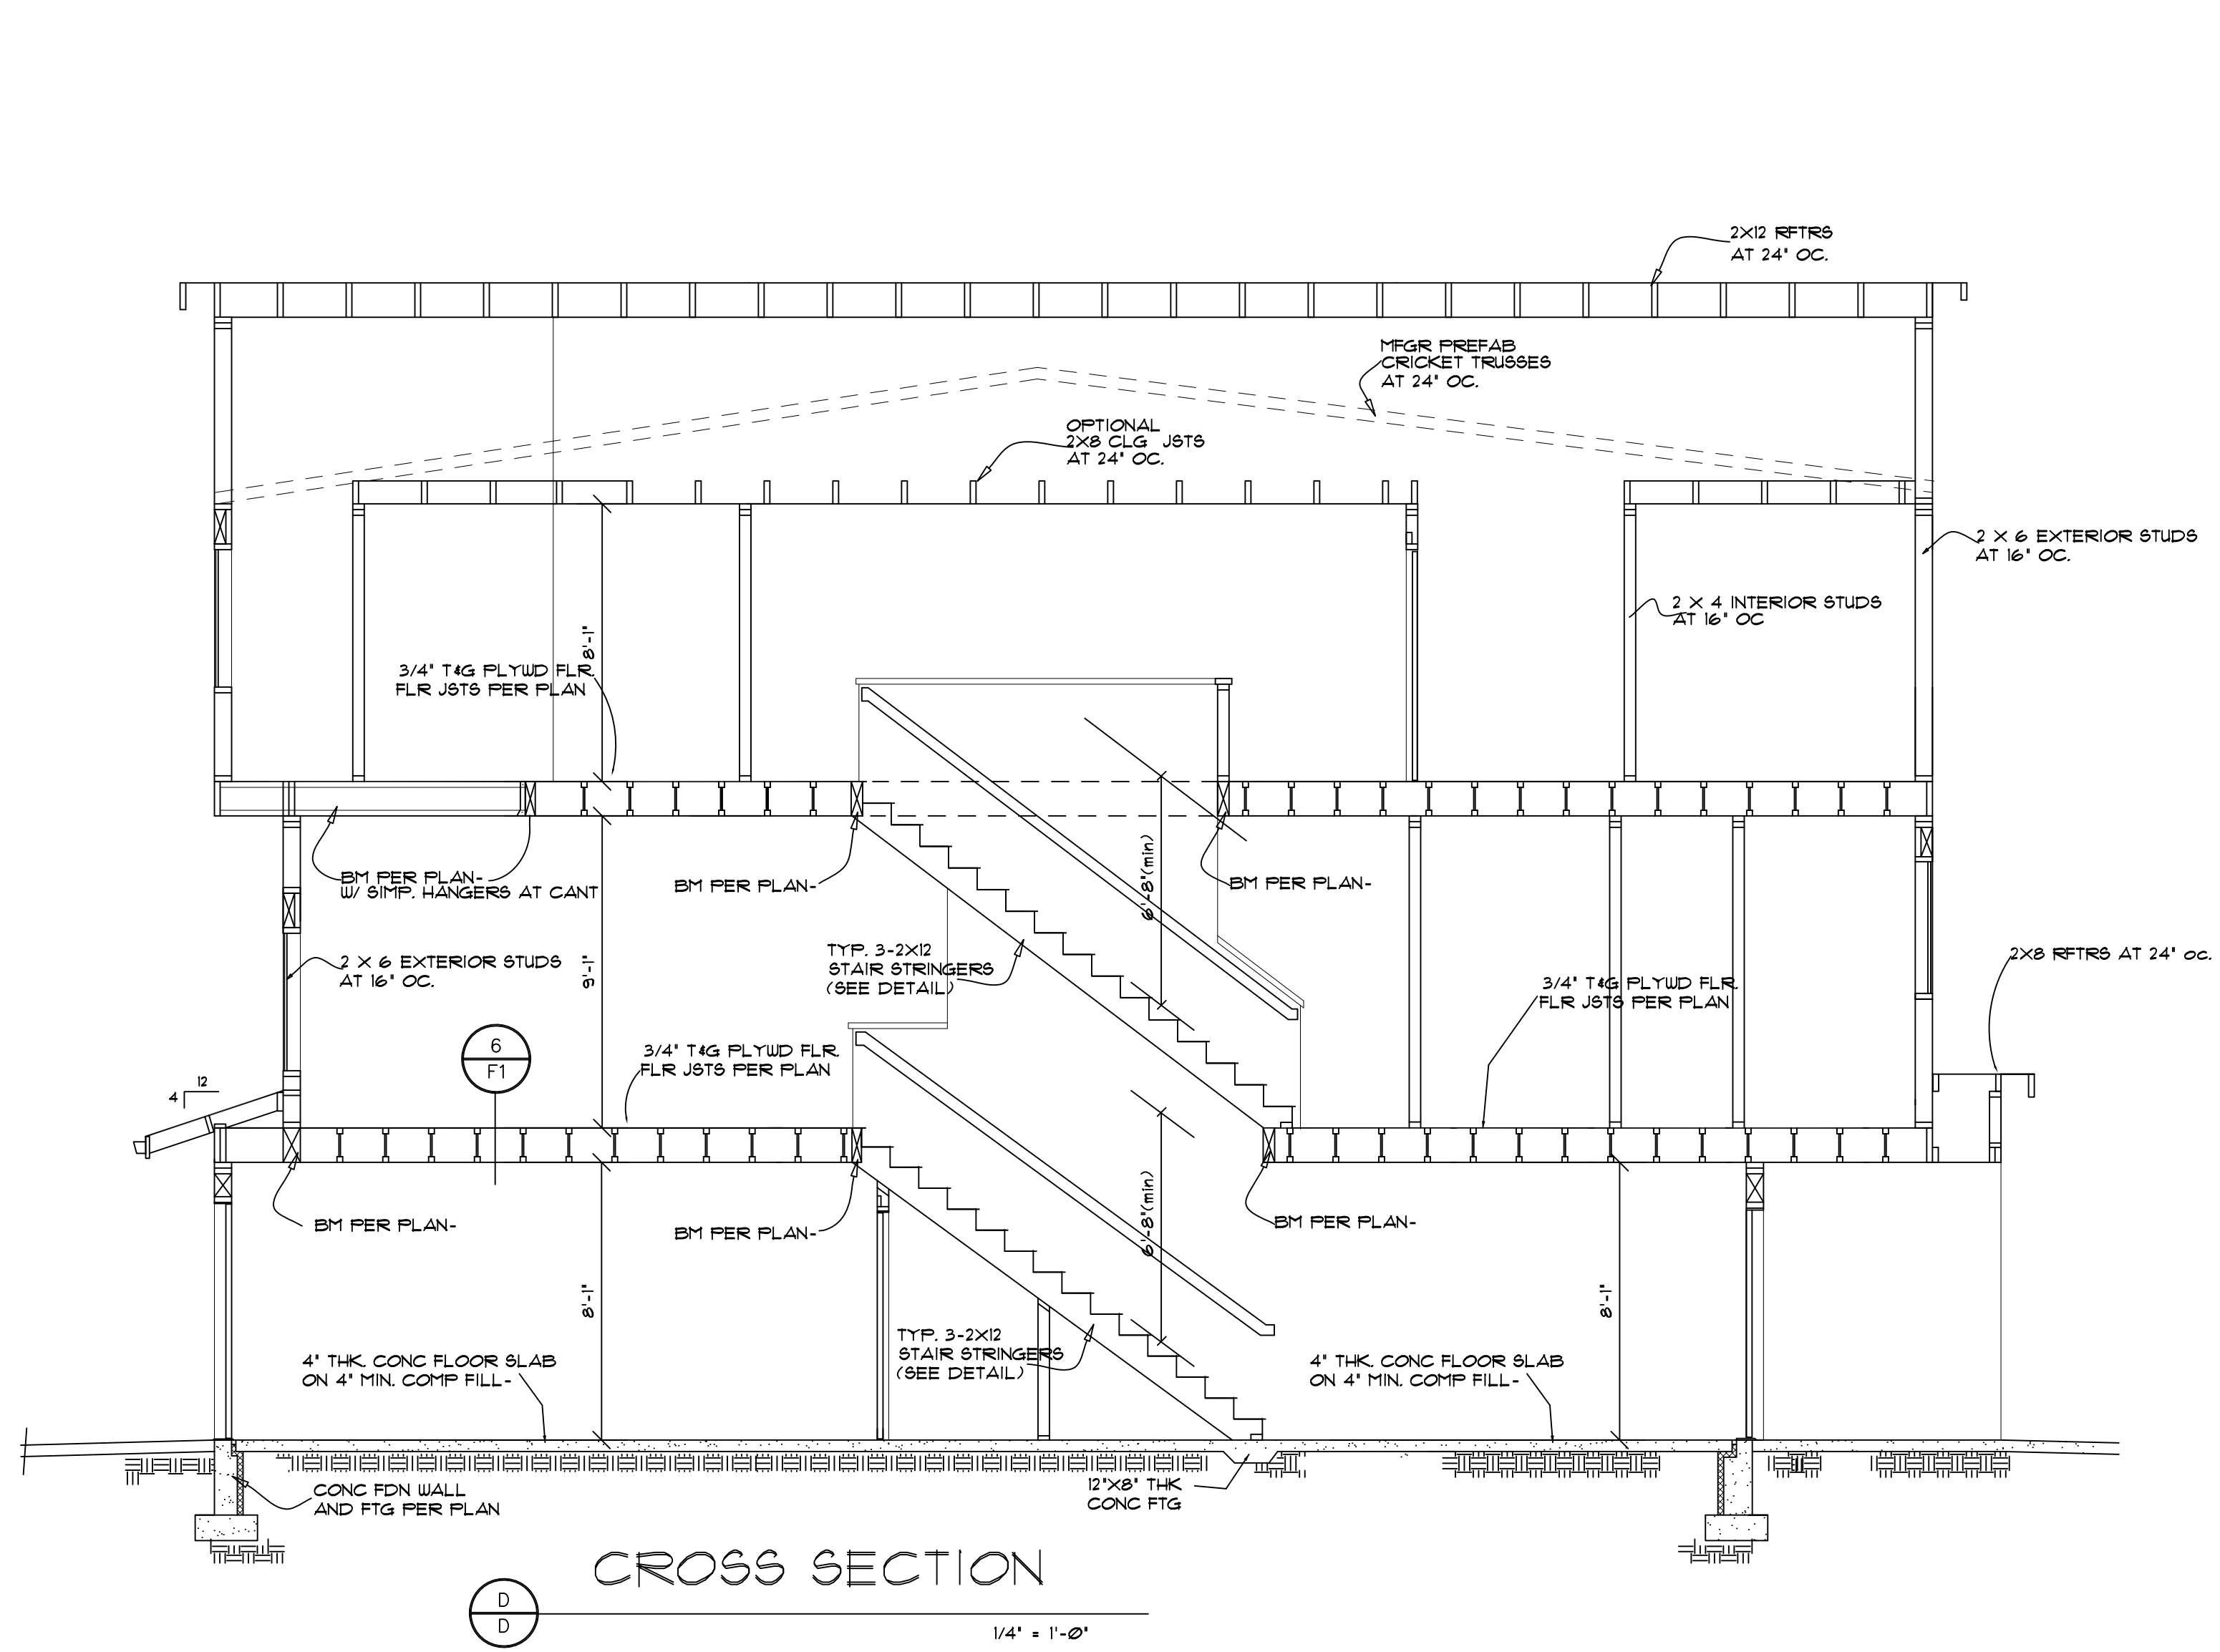 2X12 RFTRS
AT 24" OC.
MFGR PREFAB
CRICKET TRUSSES
AT 24" OC.
OPTIONAL
2X8 CLG JSTS
AT 24" OC.
2 X 6 EXTERIOR STUDS
AT 16" OC.
2 X 4 INTERIOR STUDS
AT 16" OC
8'-1"
3/4" T&G PLYWD FLR.
FLR JSTS PER PLAN
BM PER PLAN-
W/ SIMP. HANGERS AT CANT
BM PER PLAN-
6'-8"(min)
BM PER PLAN-
2 X 6 EXTERIOR STUDS
AT 16" OC.
9'-1"
TYP. 3-2X12
STAIR STRINGERS
(SEE DETAIL)
3/4" T&G PLYWD FLR.
FLR JSTS PER PLAN
2X8 RFTRS AT 24" oc.
6
F1
3/4" T&G PLYWD FLR.
FLR JSTS PER PLAN
12
4
BM PER PLAN-
BM PER PLAN-
6'-8"(min)
BM PER PLAN-
8'-1"
8'-1"
TYP. 3-2X12
STAIR STRINGERS
(SEE DETAIL)
4" THK. CONC FLOOR SLAB
ON 4" MIN. COMP FILL-
4" THK. CONC FLOOR SLAB
ON 4" MIN. COMP FILL-
CONC FDN WALL
AND FTG PER PLAN
12"X8" THK
CONC FTG
CROSS SECTION
D
D
1/4" = 1'-0"